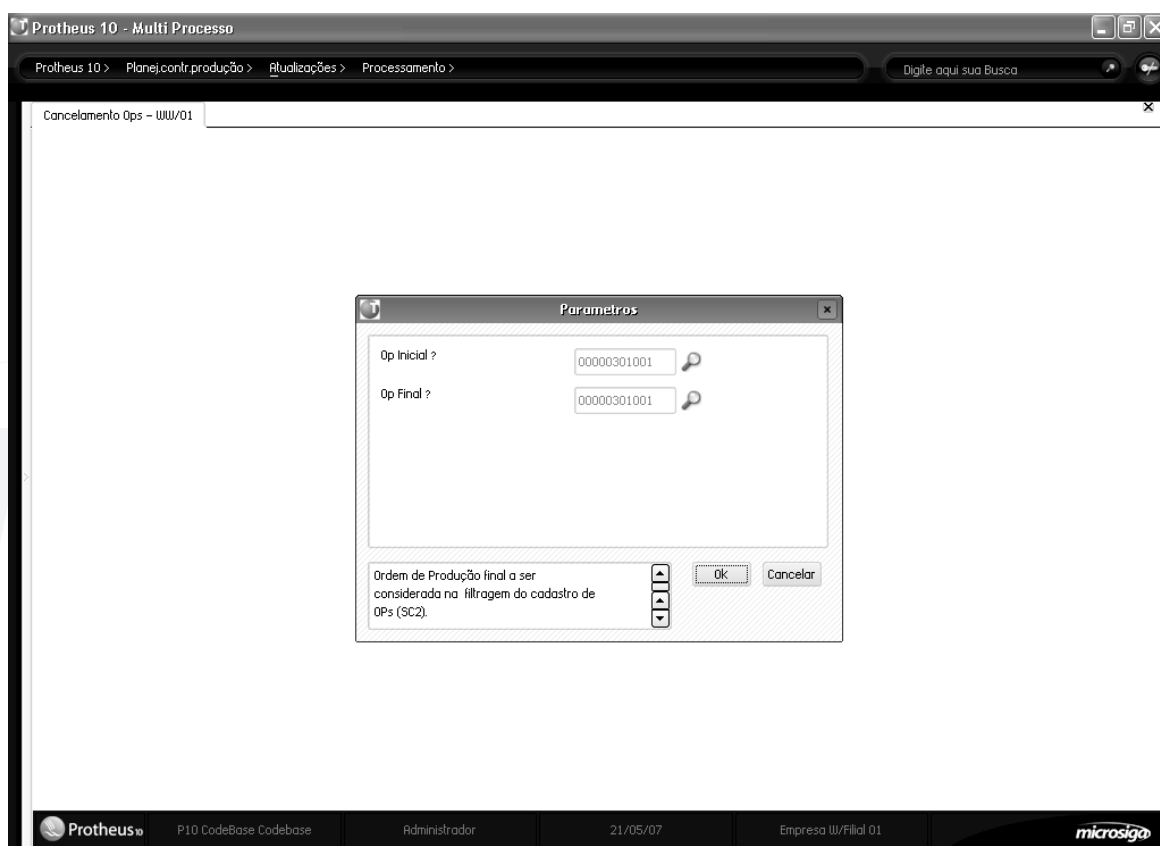 Protheus 10 - Multi Processo
Protheus 10 > Planej.contr.produção > Atualizações > Processamento >
Digite aqui sua Busca
Cancelamento Ops – WW/01
Parametros
Op Inicial ?
00000301001
Op Final ?
00000301001
Ordem de Produção final a ser
considerada na filtragem do cadastro de
OPs (SC2).
Ok
Cancelar
Protheus 10
P10 CodeBase Codebase
Administrador
21/05/07
Empresa W/Filial 01
microsiga